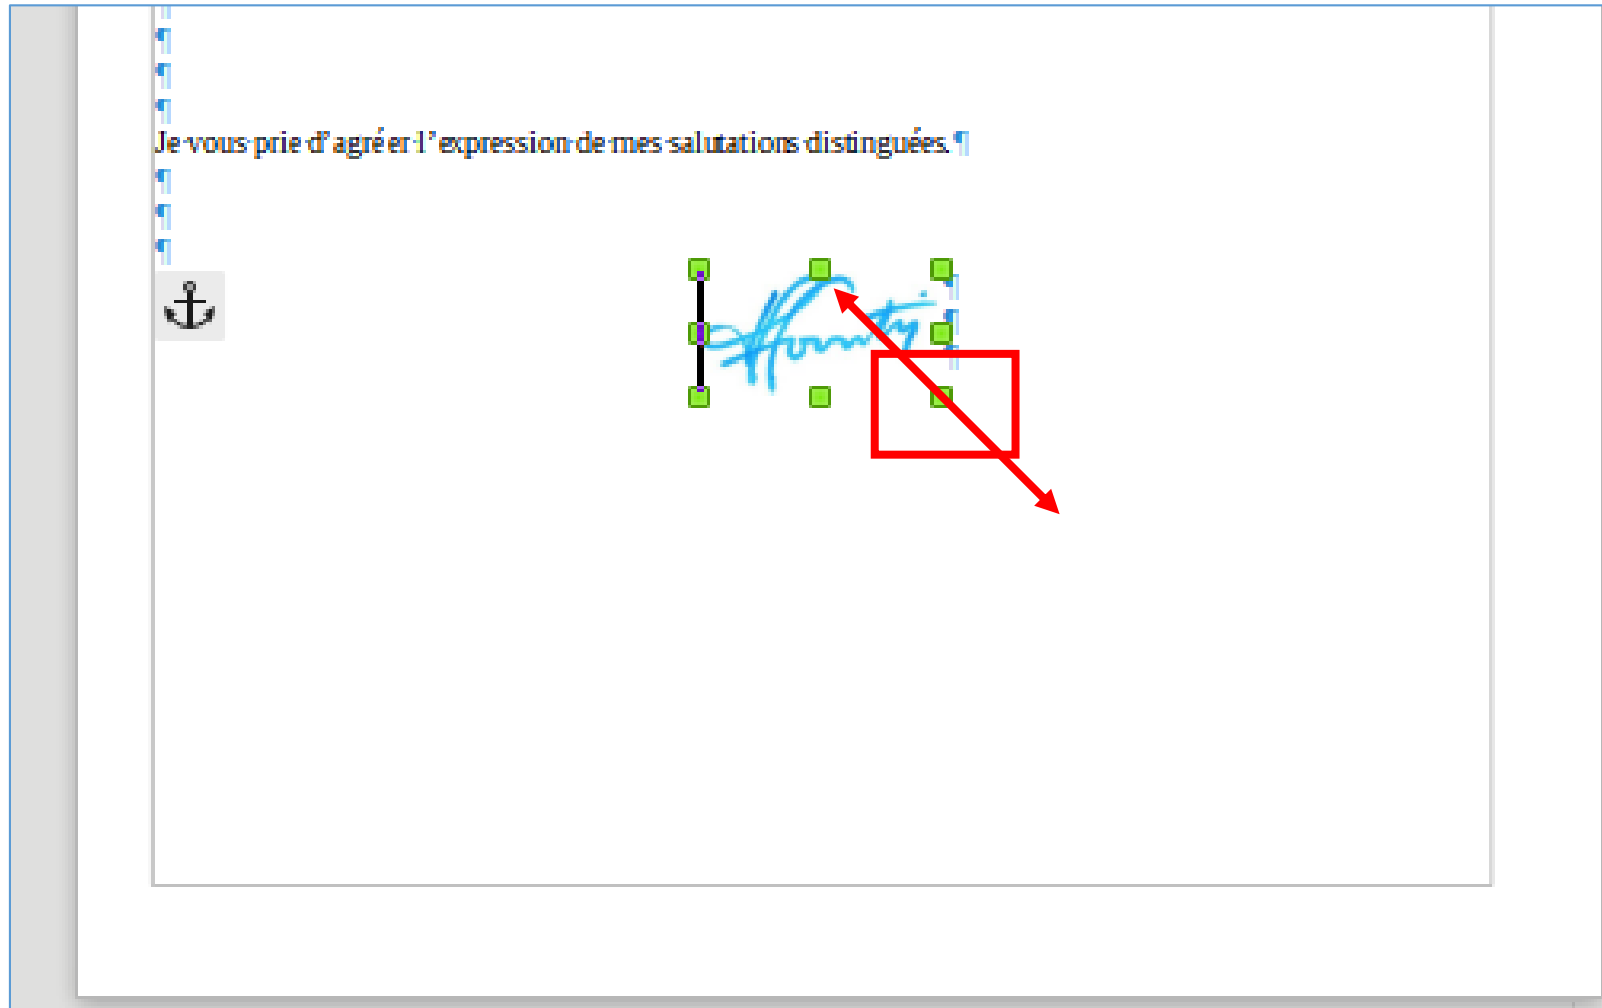 Je vous prie d’agréer l’expression de mes salutations distinguées.